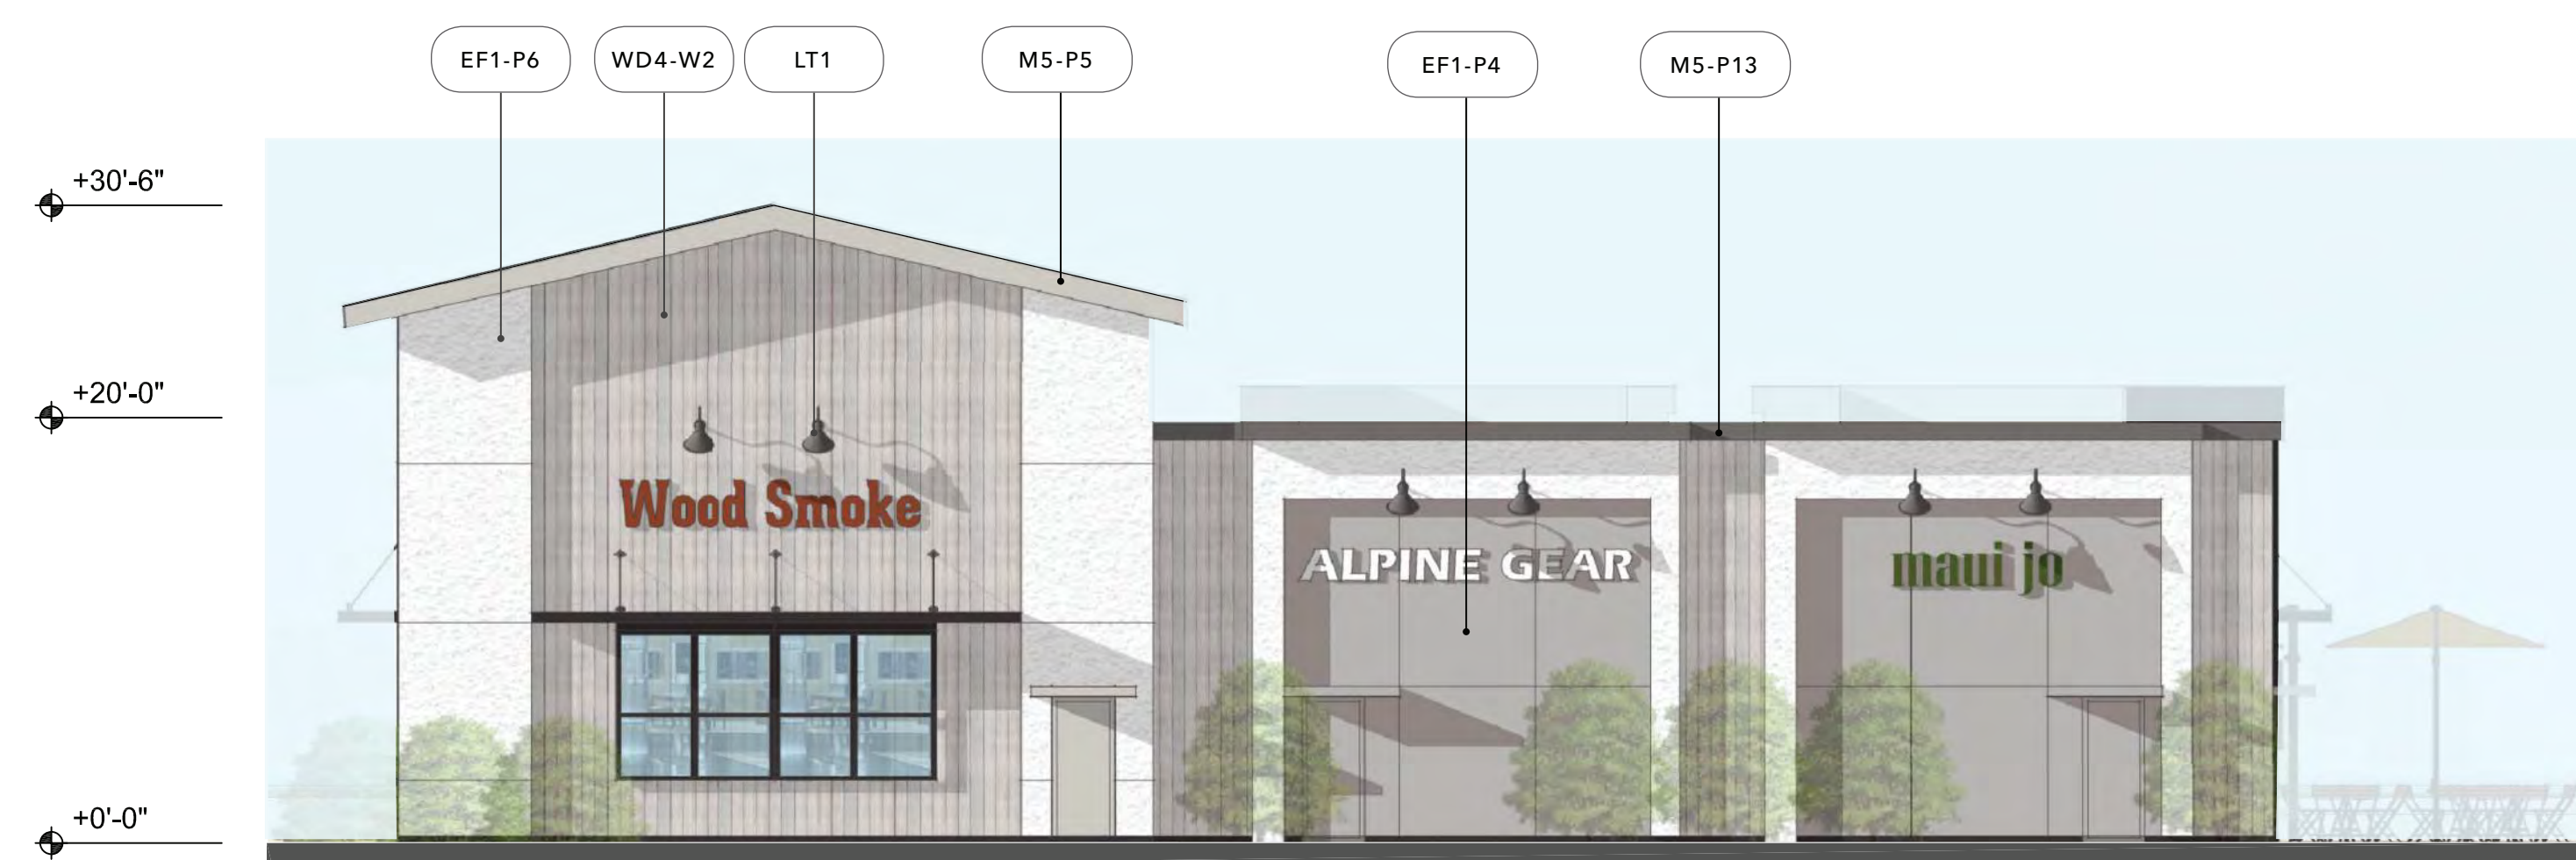 EF1-P6
WD4-W2
LT1
M5-P5
EF1-P4
M5-P13
+30'-6"
+20'-0"
Wood Smoke
ALPINE GEAR
maui jo
+0'-0"